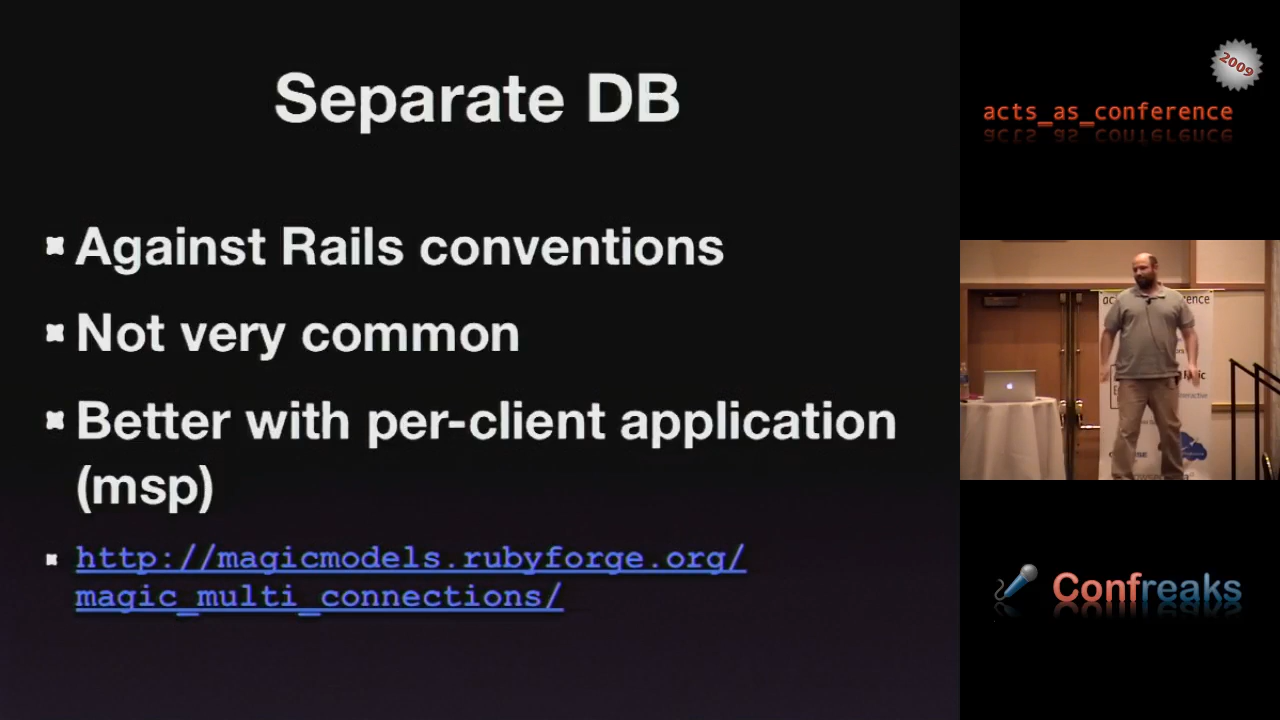 Separate DB
Against Rails conventions
Not very common
Better with per-client application
(msp)
http://magicmodels.rubyforge.org/
magic_multi_connections/
2009
acts_as_conference
Confreaks